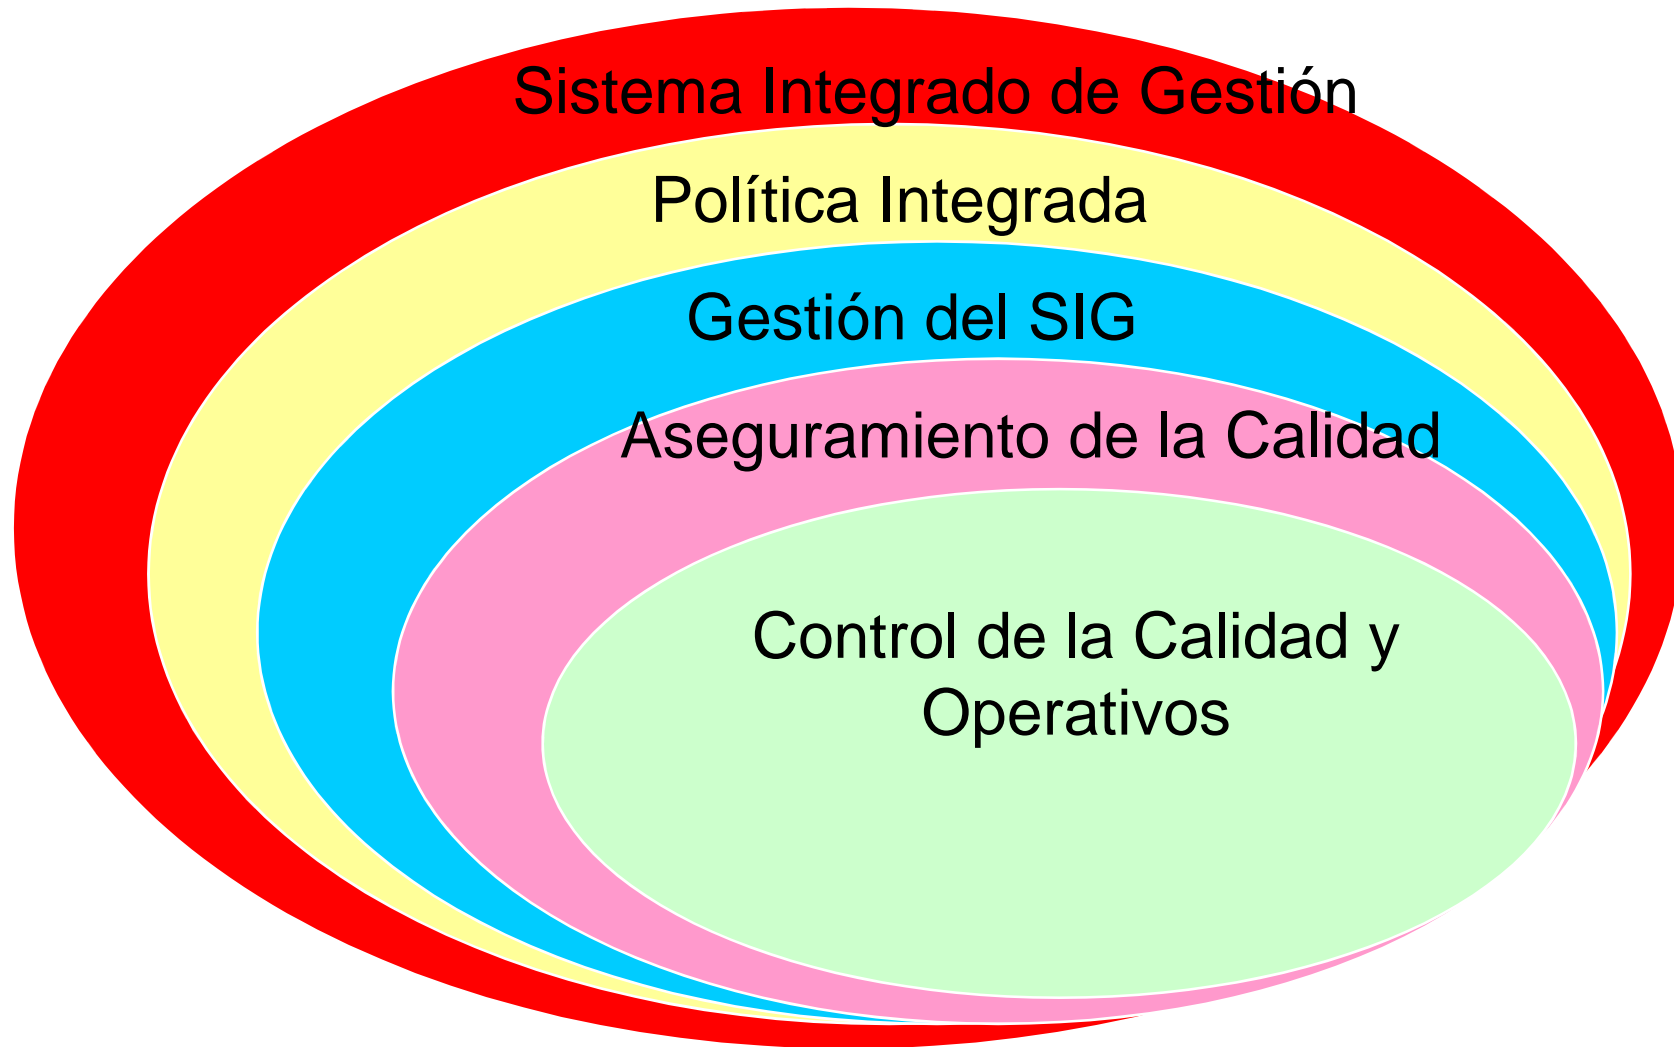 Sistema Integrado de Gestión
Política Integrada
Gestión del SIG
Aseguramiento de la Calidad
Control de la Calidad y
Operativos